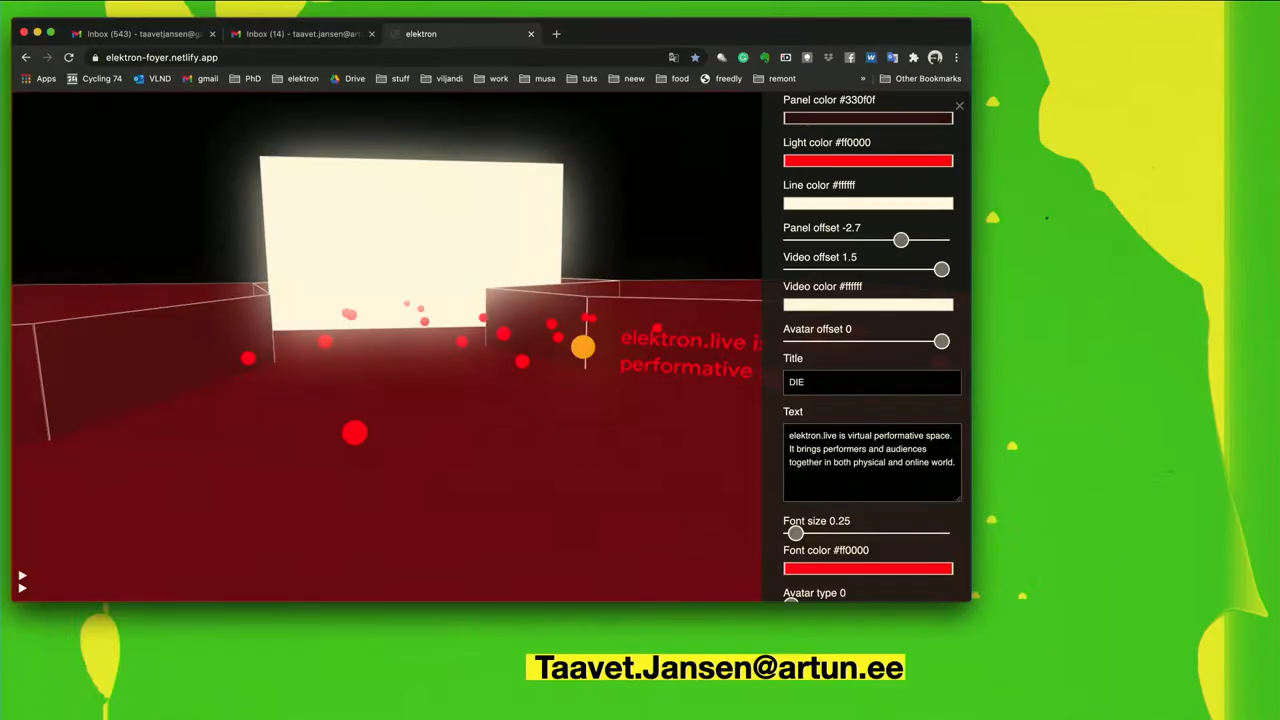 Inbox (543) - taavetjansen@g
Inbox (14) - taavet.jansen@art
elektron
elektron-foyer.netlify.app
Apps
Cycling 74
VLND
gmail
PhD
elektron
Drive
stuff
viljandi
work
musa
tuts
neew
food
freedly
remont
»
Other Bookmarks
Panel color #330f0f
Light color #ff0000
Line color #ffffff
Panel offset -2.7
Video offset 1.5
Video color #ffffff
Avatar offset 0
Title
DIE
Text
elektron.live is virtual performative space.
It brings performers and audiences
together in both physical and online world.
Font size 0.25
Font color #ff0000
Avatar type 0
elektron.live is
performative
Taavet.Jansen@artun.ee